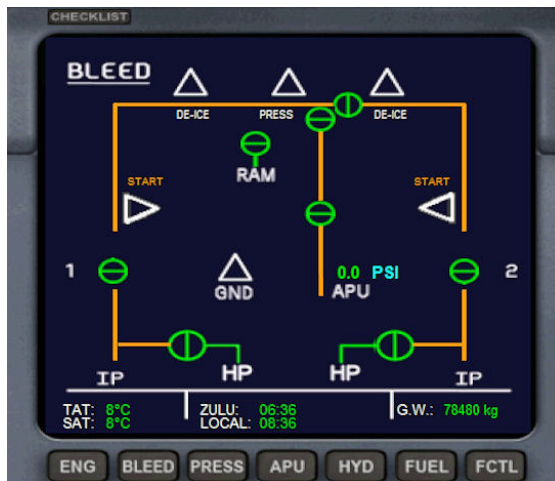 CHECKLIST
BLEED
DE-ICE PRESS DE-ICE
RAM
START START
1 0.0 PSI 2
GND APU
HP HP
IP IP
TAT: 8°C ZULU: 06:36 G.W.: 78480 kg
SAT: 8°C LOCAL: 08:36
ENG BLEED PRESS APU HYD FUEL FCTL